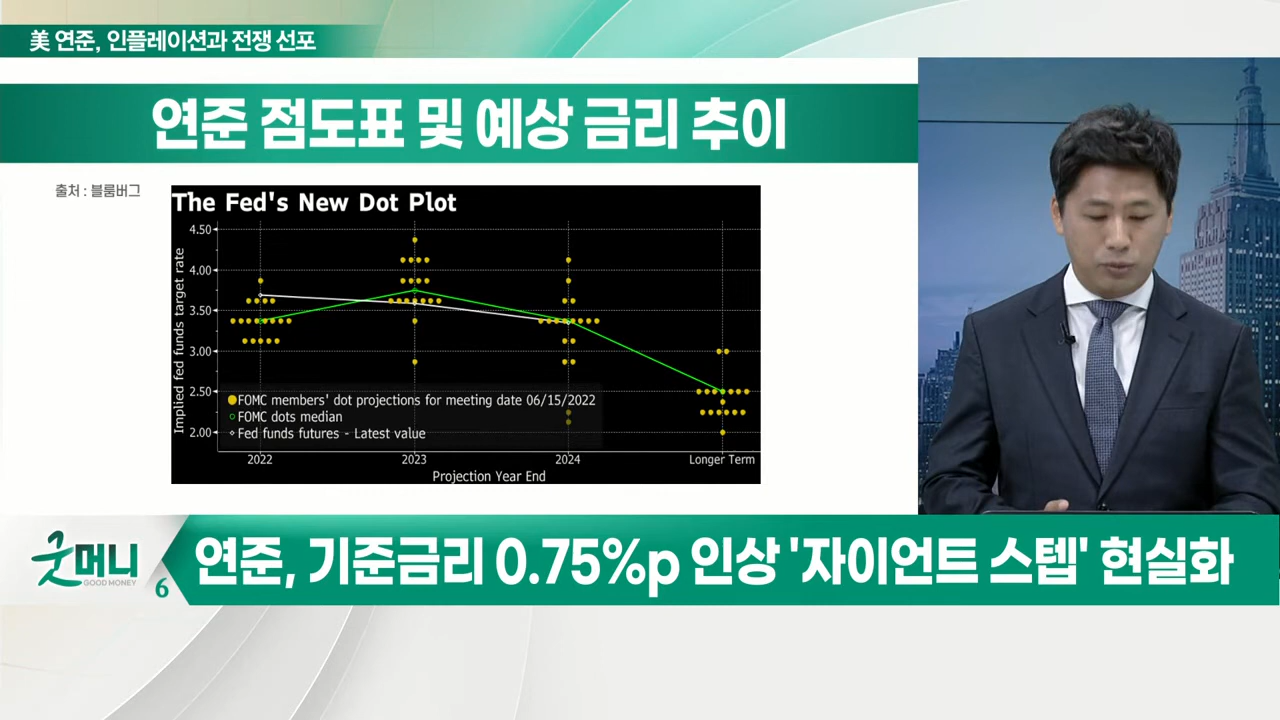 美 연준, 인플레이션과 전쟁 선포
연준 점도표 및 예상 금리 추이
출처 : 블룸버그
The Fed's New Dot Plot
Implied fed funds target rate
4.50
4.00
3.50
3.00
2.50
2.00
FOMC members' dot projections for meeting date 06/15/2022
FOMC dots median
Fed funds futures - Latest value
2022 2023 2024 Longer Term
Projection Year End
굿머니
GOOD MONEY
6
연준, 기준금리 0.75%p 인상 '자이언트 스텝' 현실화